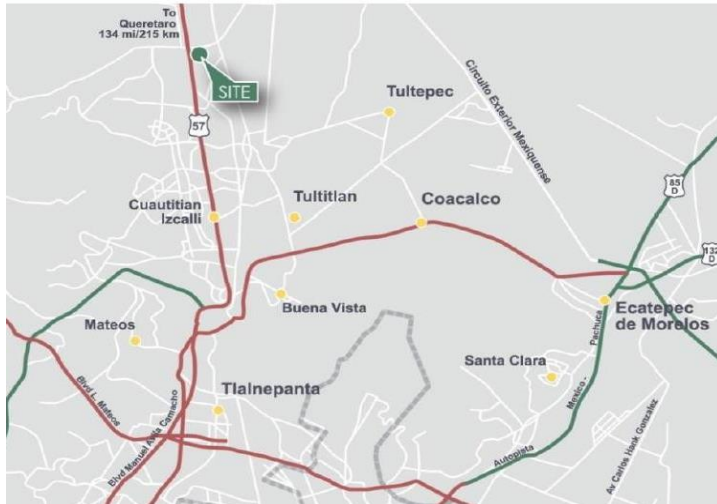 To
Queretaro
134 mi/215 km
SITE
57
Tultepec
Circuito Exterior Mexiquense
85
D
Cuautitian
Izcalli
Tultitlan
Coacalco
132
D
Buena Vista
Ecatepec
de Morelos
Mateos
Santa Clara
Pachuca
Mexico -
Autopista
Tlalnepanta
Blvd L. Mateos
Blvd Manuel Avila Camacho
Av Carlos Hank Gonzalez